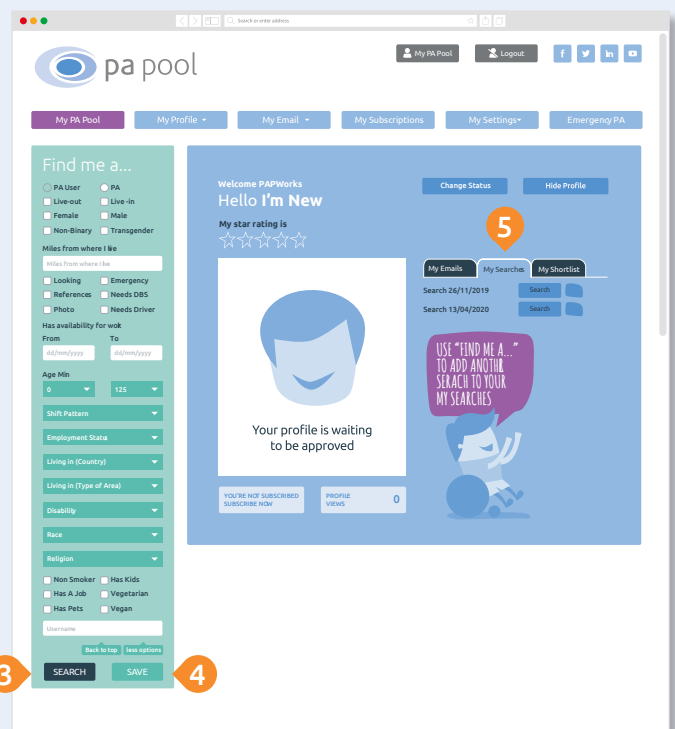 Search or enter address
pa pool
My PA Pool
Logout
f
in
My PA Pool
My Profile
My Email
My Subscriptions
My Settings
Emergency PA
Find me a...
PA User
PA
Live-out
Live -in
Female
Male
Non-Binary
Transgender
Miles from where I lie
Miles from where I be
Looking
Emergency
References
Needs DBS
Photo
Needs Driver
Has availability for wok
From
To
dd/mm/yyyy
dd/mm/yyyy
Age Min
0
125
Shift Pattern
Employment Status
Living in (Country)
Living in (Type of Area)
Disability
Race
Religion
Non Smoker
Has Kids
Has A Job
Vegetarian
Has Pets
Vegan
Username
Back to top
less options
3
SEARCH
SAVE
4
Welcome PAPWorks
Hello I'm New
My star rating is
Change Status
Hide Profile
5
My Emails
My Searches
My Shortlist
Search 26/11/2019
Search
Search 13/04/2020
Search
USE "FIND ME A..."
TO ADD ANOTHR
SERACH TO YOUR
MY SEARCHES
Your profile is waiting
to be approved
YOU'RE NOT SUBSCRIBED
SUBSCRIBE NOW
PROFILE
VIEWS
0